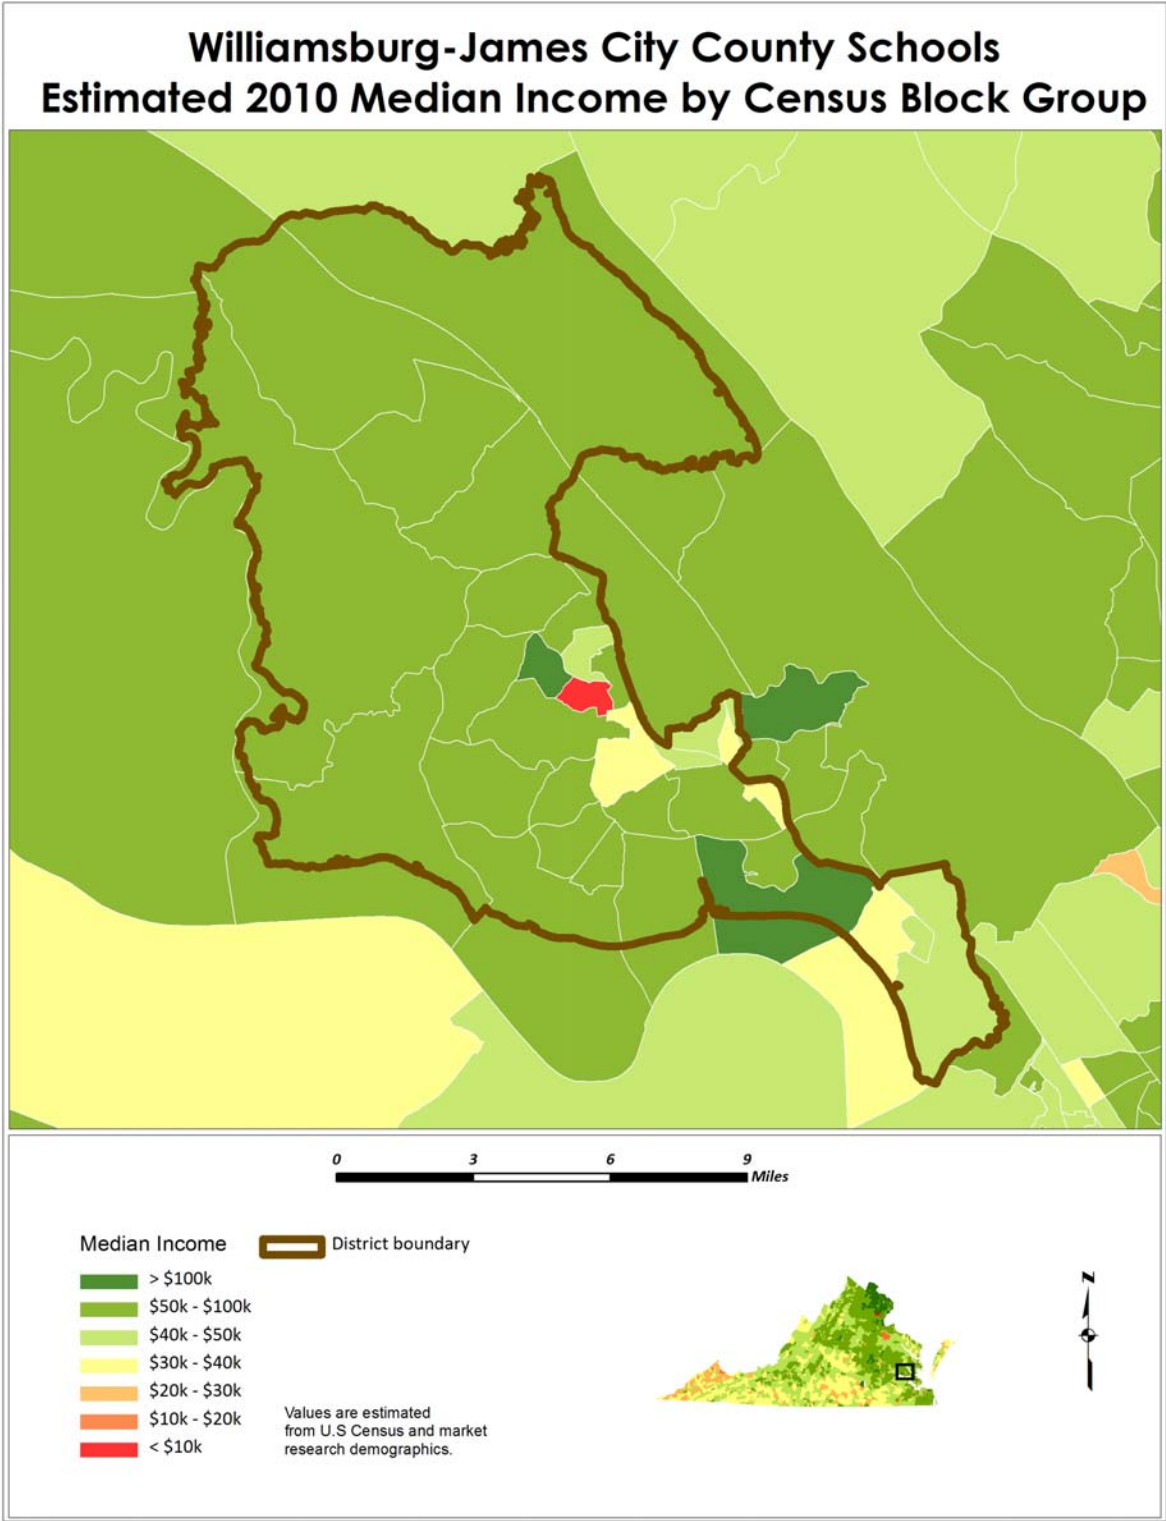 Williamsburg-James City County Schools
Estimated 2010 Median Income by Census Block Group
0 3 6 9
Miles
Median Income
District boundary
> $100k
$50k - $100k
$40k - $50k
$30k - $40k
$20k - $30k
$10k - $20k
< $10k
Values are estimated
from U.S Census and market
research demographics.
N